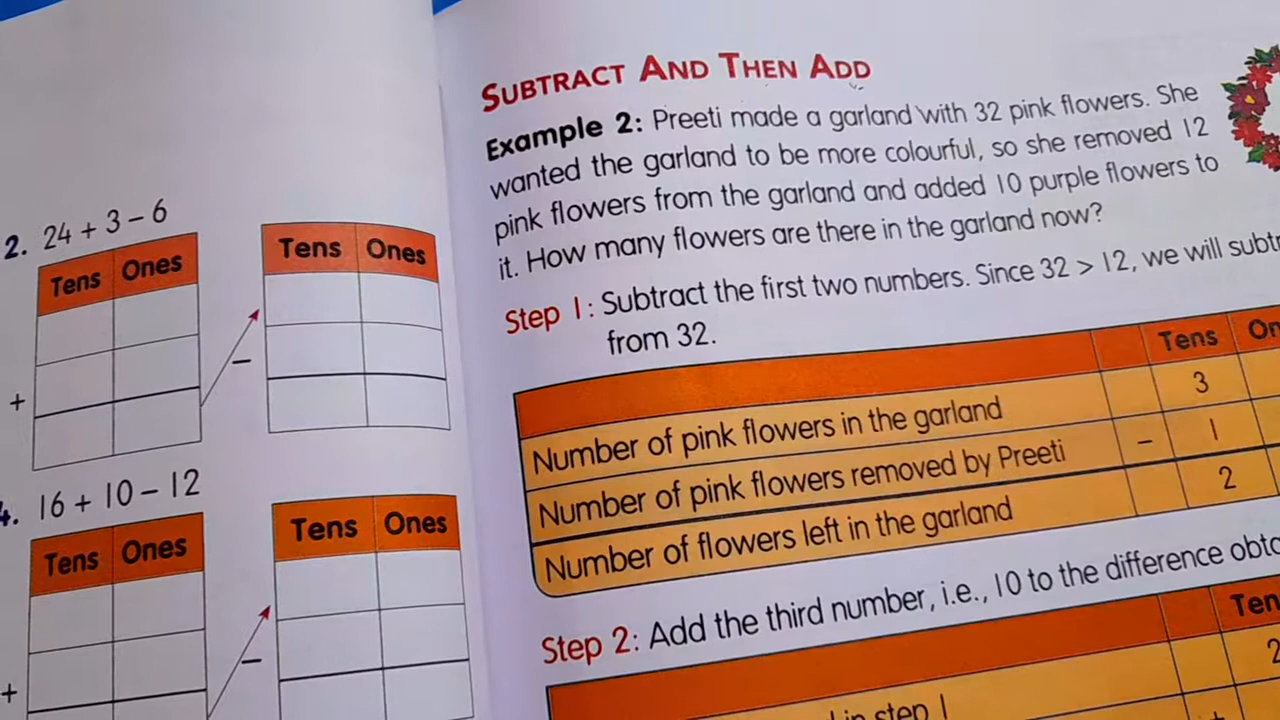 2. 24 + 3 – 6
Tens Ones
Tens Ones
–
+
4. 16 + 10 – 12
Tens Ones
Tens Ones
–
+
SUBTRACT AND THEN ADD
Example 2: Preeti made a garland with 32 pink flowers. She
wanted the garland to be more colourful, so she removed 12
pink flowers from the garland and added 10 purple flowers to
it. How many flowers are there in the garland now?
Step 1: Subtract the first two numbers. Since 32 > 12, we will
from 32.
Tens
Number of pink flowers in the garland 3
Number of pink flowers removed by Preeti – 1
Number of flowers left in the garland 2
Step 2: Add the third number, i.e., 10 to the difference
2
in step 1
+